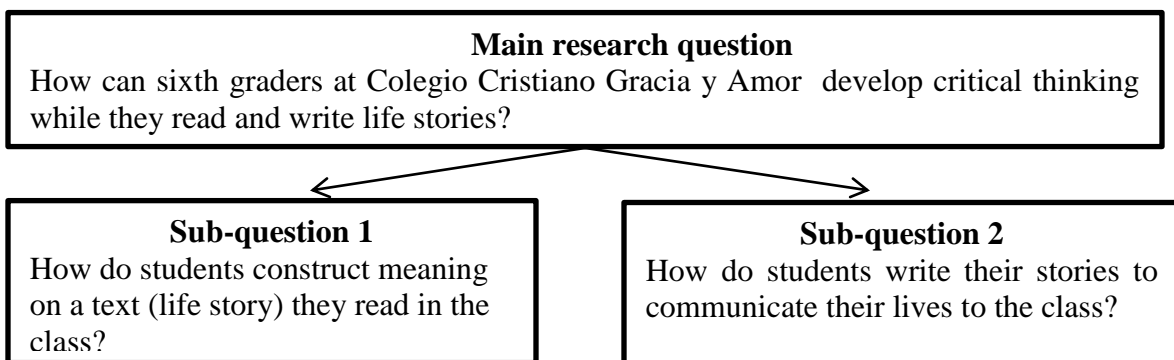 Main research question
How can sixth graders at Colegio Cristiano Gracia y Amor develop critical thinking
while they read and write life stories?
Sub-question 1
How do students construct meaning
on a text (life story) they read in the
class?
Sub-question 2
How do students write their stories to
communicate their lives to the class?